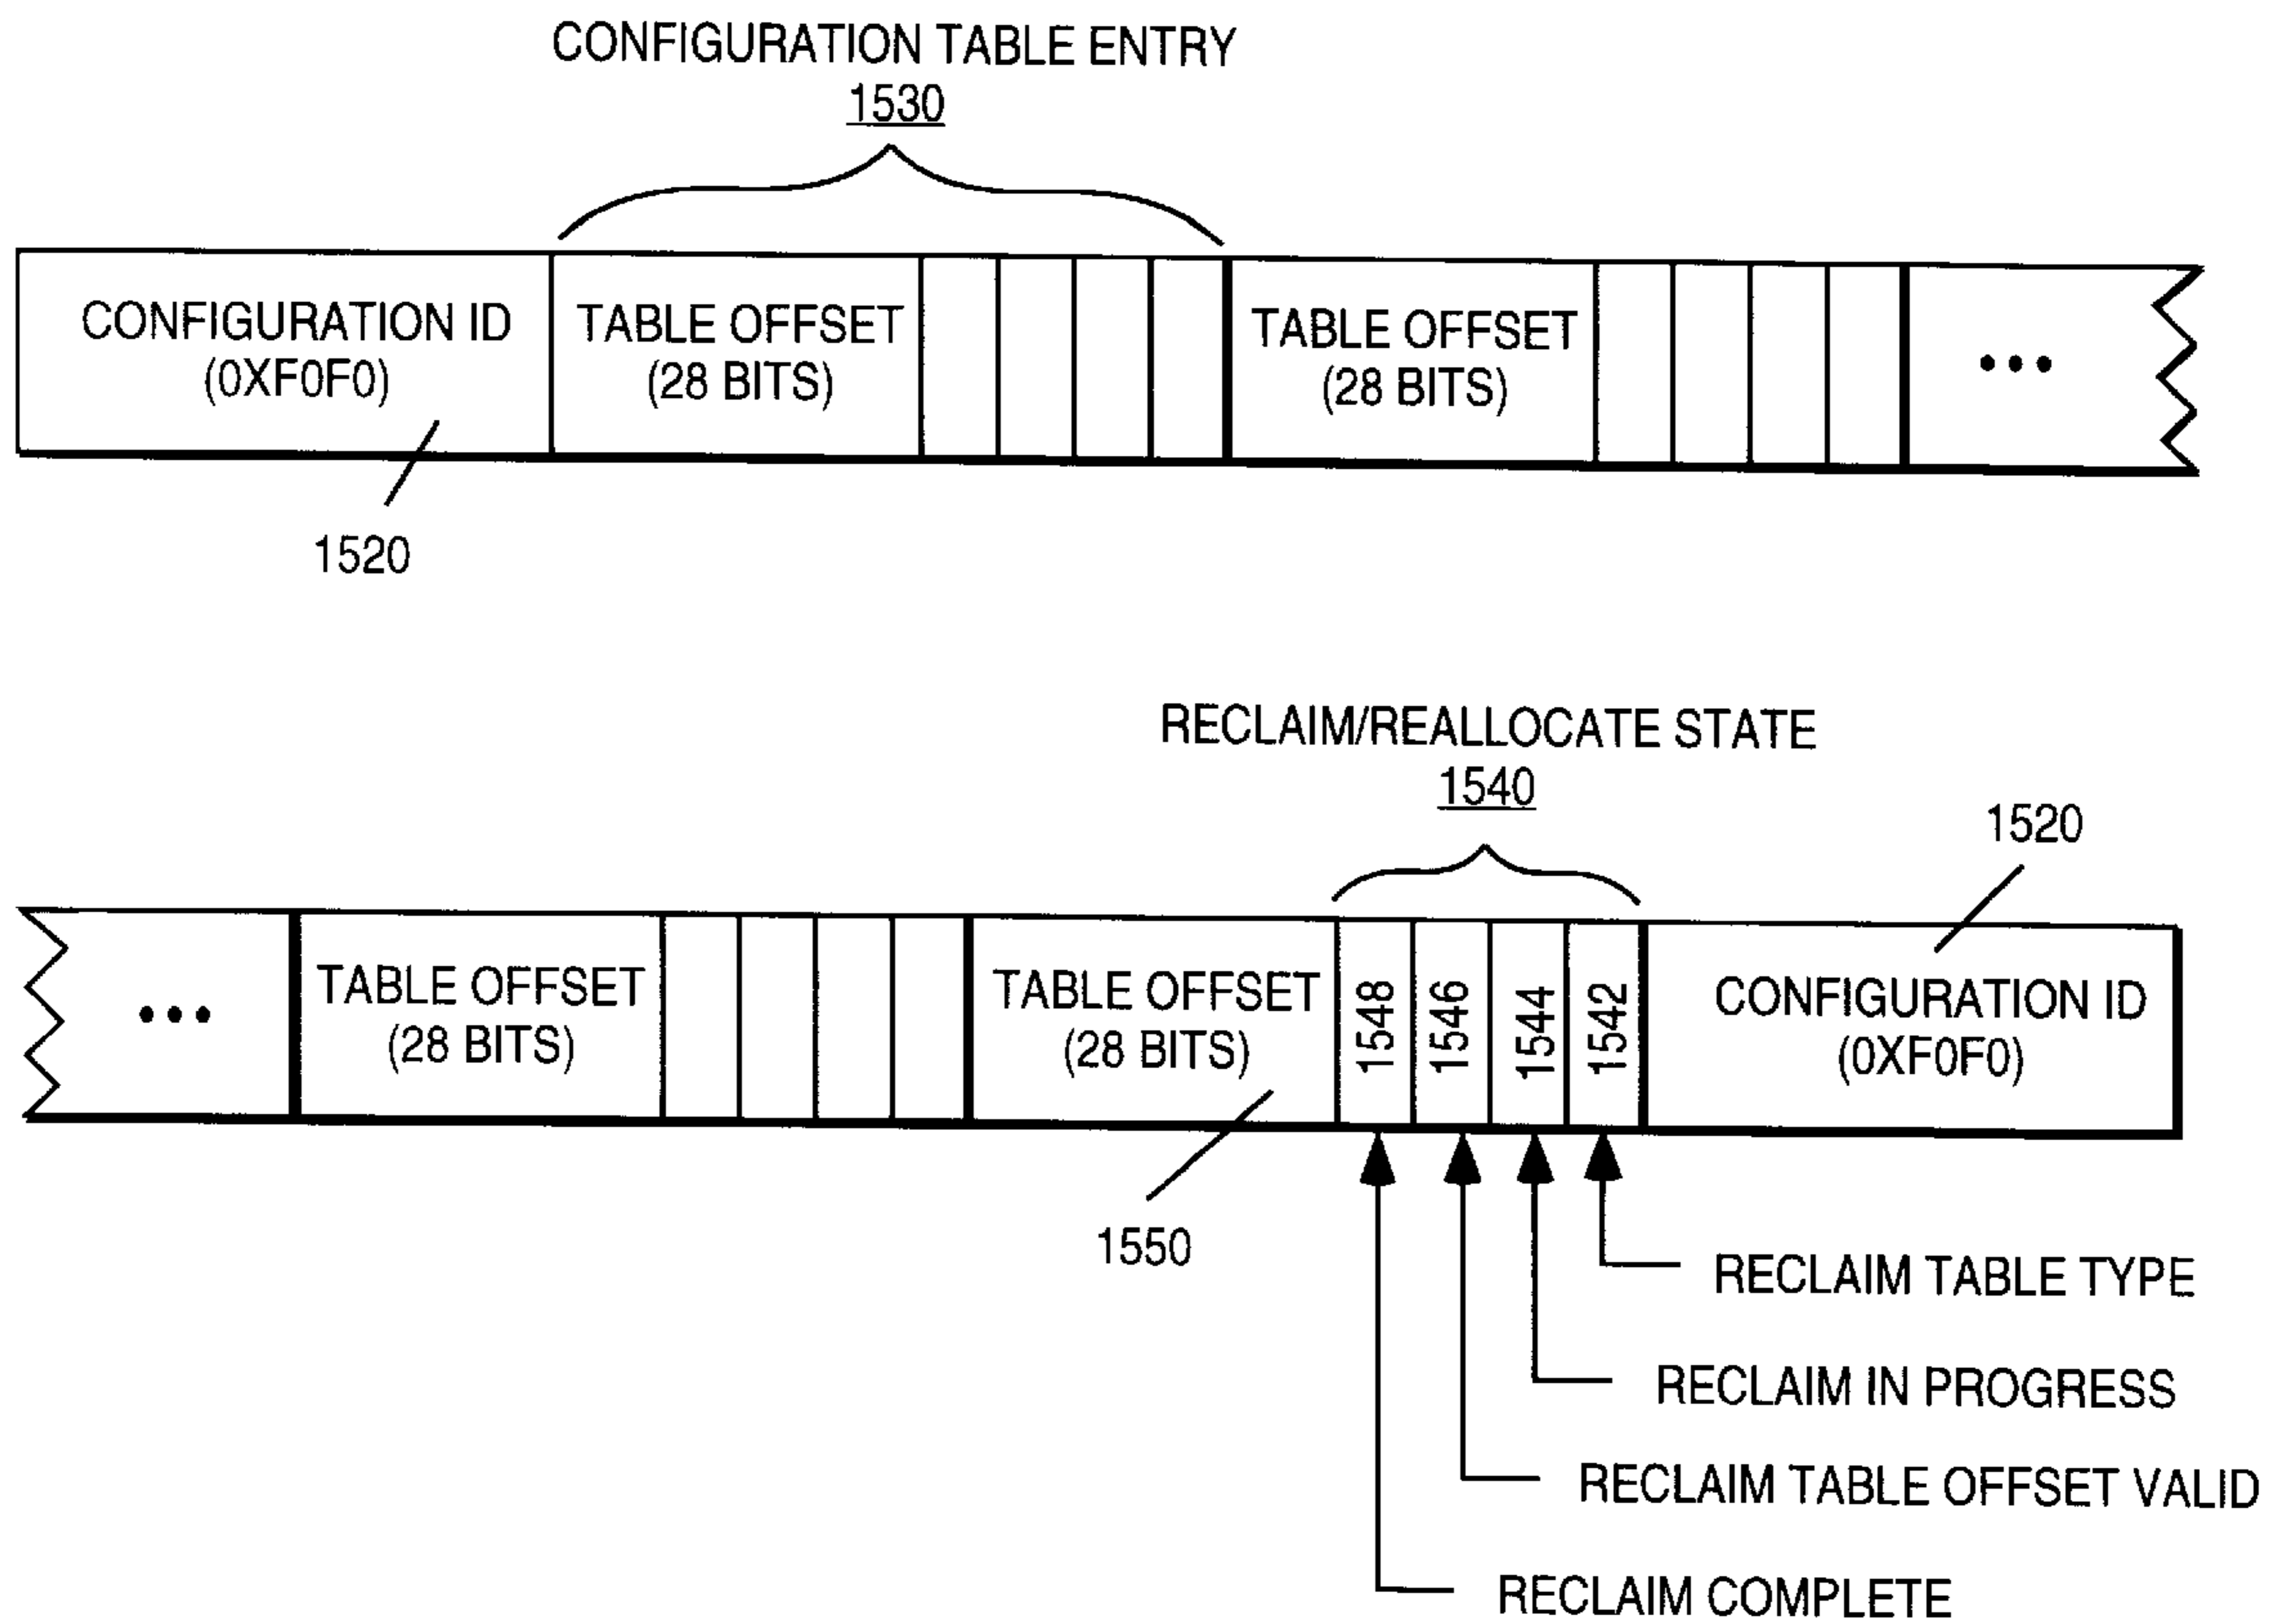 CONFIGURATION TABLE ENTRY
1530
CONFIGURATION ID
(0XF0F0)
TABLE OFFSET
(28 BITS)
TABLE OFFSET
(28 BITS)
•••
1520
RECLAIM/REALLOCATE STATE
1540
1520
•••
TABLE OFFSET
(28 BITS)
TABLE OFFSET
(28 BITS)
1548
1546
1544
1542
CONFIGURATION ID
(0XF0F0)
1550
RECLAIM TABLE TYPE
RECLAIM IN PROGRESS
RECLAIM TABLE OFFSET VALID
RECLAIM COMPLETE